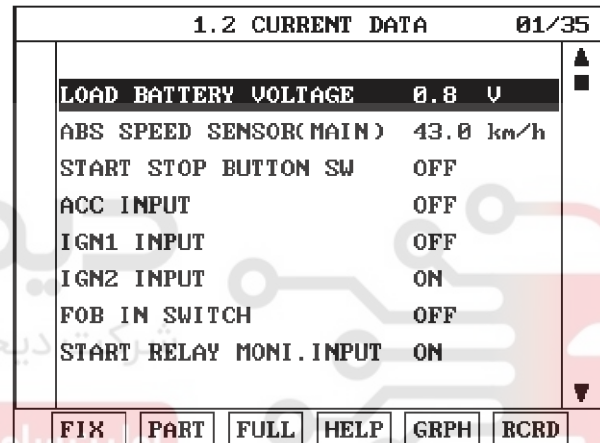 1.2 CURRENT DATA 01/35
LOAD BATTERY VOLTAGE 0.8 V
ABS SPEED SENSOR(MAIN) 43.0 km/h
START STOP BUTTON SW OFF
ACC INPUT OFF
IGN1 INPUT OFF
IGN2 INPUT ON
FOB IN SWITCH OFF
START RELAY MONI.INPUT ON
FIX PART FULL HELP GRPH RCRD